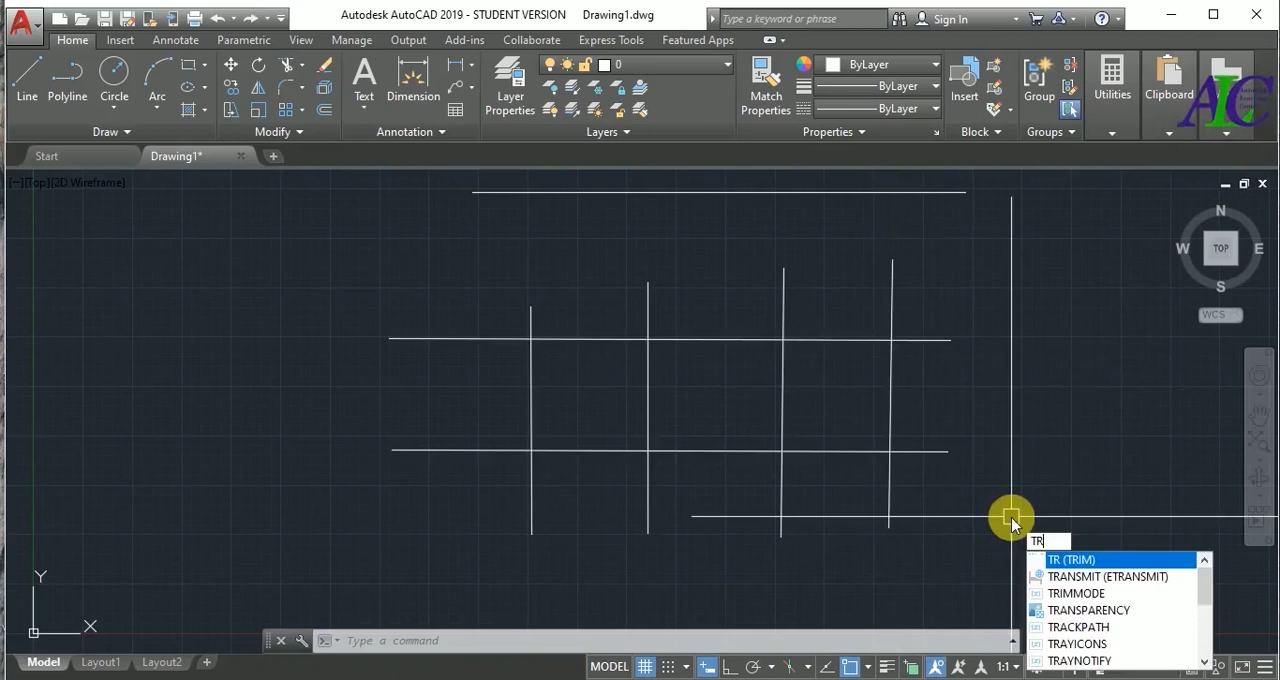 Autodesk AutoCAD 2019 - STUDENT VERSION Drawing1.dwg
Type a keyword or phrase
Sign In
Home Insert Annotate Parametric View Manage Output Add-ins Collaborate Express Tools Featured Apps
0
ByLayer
ByLayer
ByLayer
Line Polyline Circle Arc
Text Dimension
Layer Properties
Match Properties
Insert
Group
Utilities
Clipboard
Draw Modify Annotation Layers Properties Block Groups
Start Drawing1*
[−][Top][2D Wireframe]
N
W TOP E
S
WCS
TR
TR (TRIM)
TRANSMIT (ETRANSMIT)
TRIMMODE
TRANSPARENCY
TRACKPATH
TRAYICONS
TRAYNOTIFY
Y
X
Type a command
Model Layout1 Layout2
MODEL
1:1